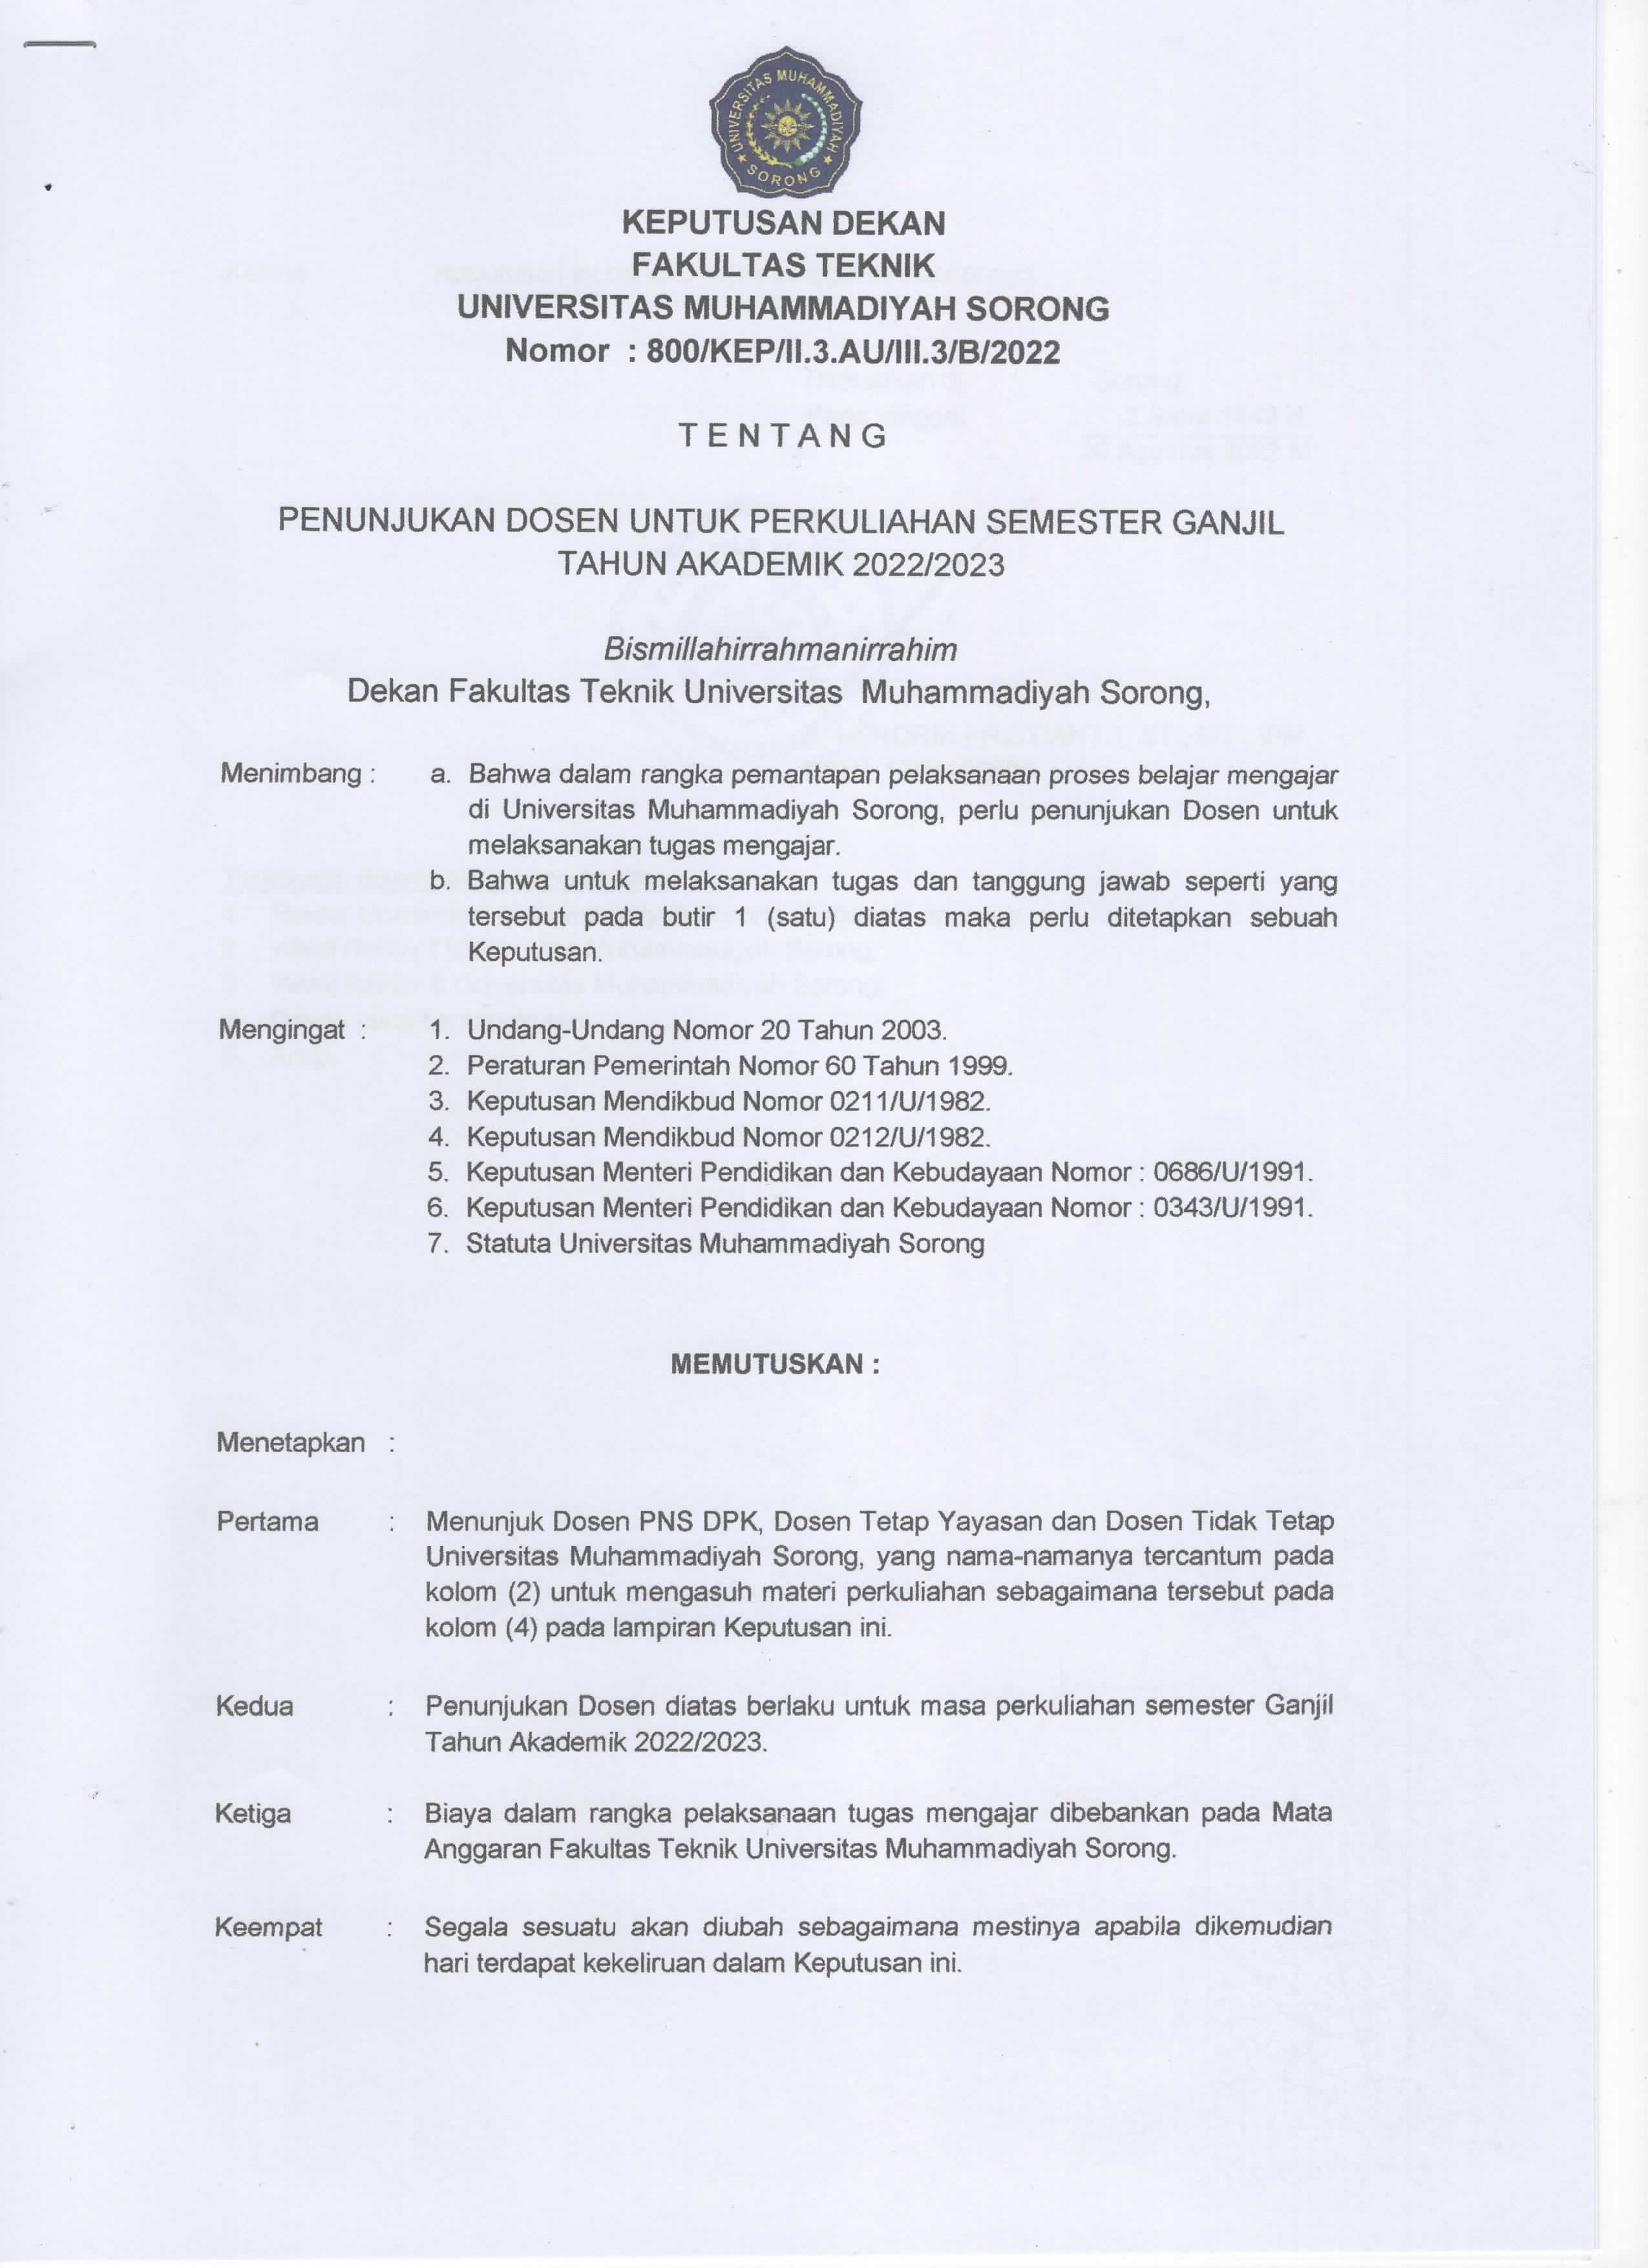 UNIVERSITAS MUHAMMADIYAH
SORONG
KEPUTUSAN DEKAN
FAKULTAS TEKNIK
UNIVERSITAS MUHAMMADIYAH SORONG
Nomor : 800/KEP/II.3.AU/III.3/B/2022
T E N T A N G
PENUNJUKAN DOSEN UNTUK PERKULIAHAN SEMESTER GANJIL
TAHUN AKADEMIK 2022/2023
Bismillahirrahmanirrahim
Dekan Fakultas Teknik Universitas Muhammadiyah Sorong,
Menimbang : a. Bahwa dalam rangka pemantapan pelaksanaan proses belajar mengajar
di Universitas Muhammadiyah Sorong, perlu penunjukan Dosen untuk
melaksanakan tugas mengajar.
b. Bahwa untuk melaksanakan tugas dan tanggung jawab seperti yang
tersebut pada butir 1 (satu) diatas maka perlu ditetapkan sebuah
Keputusan.
Mengingat : 1. Undang-Undang Nomor 20 Tahun 2003.
2. Peraturan Pemerintah Nomor 60 Tahun 1999.
3. Keputusan Mendikbud Nomor 0211/U/1982.
4. Keputusan Mendikbud Nomor 0212/U/1982.
5. Keputusan Menteri Pendidikan dan Kebudayaan Nomor : 0686/U/1991.
6. Keputusan Menteri Pendidikan dan Kebudayaan Nomor : 0343/U/1991.
7. Statuta Universitas Muhammadiyah Sorong
MEMUTUSKAN :
Menetapkan :
Pertama : Menunjuk Dosen PNS DPK, Dosen Tetap Yayasan dan Dosen Tidak Tetap
Universitas Muhammadiyah Sorong, yang nama-namanya tercantum pada
kolom (2) untuk mengasuh materi perkuliahan sebagaimana tersebut pada
kolom (4) pada lampiran Keputusan ini.
Kedua : Penunjukan Dosen diatas berlaku untuk masa perkuliahan semester Ganjil
Tahun Akademik 2022/2023.
Ketiga : Biaya dalam rangka pelaksanaan tugas mengajar dibebankan pada Mata
Anggaran Fakultas Teknik Universitas Muhammadiyah Sorong.
Keempat : Segala sesuatu akan diubah sebagaimana mestinya apabila dikemudian
hari terdapat kekeliruan dalam Keputusan ini.